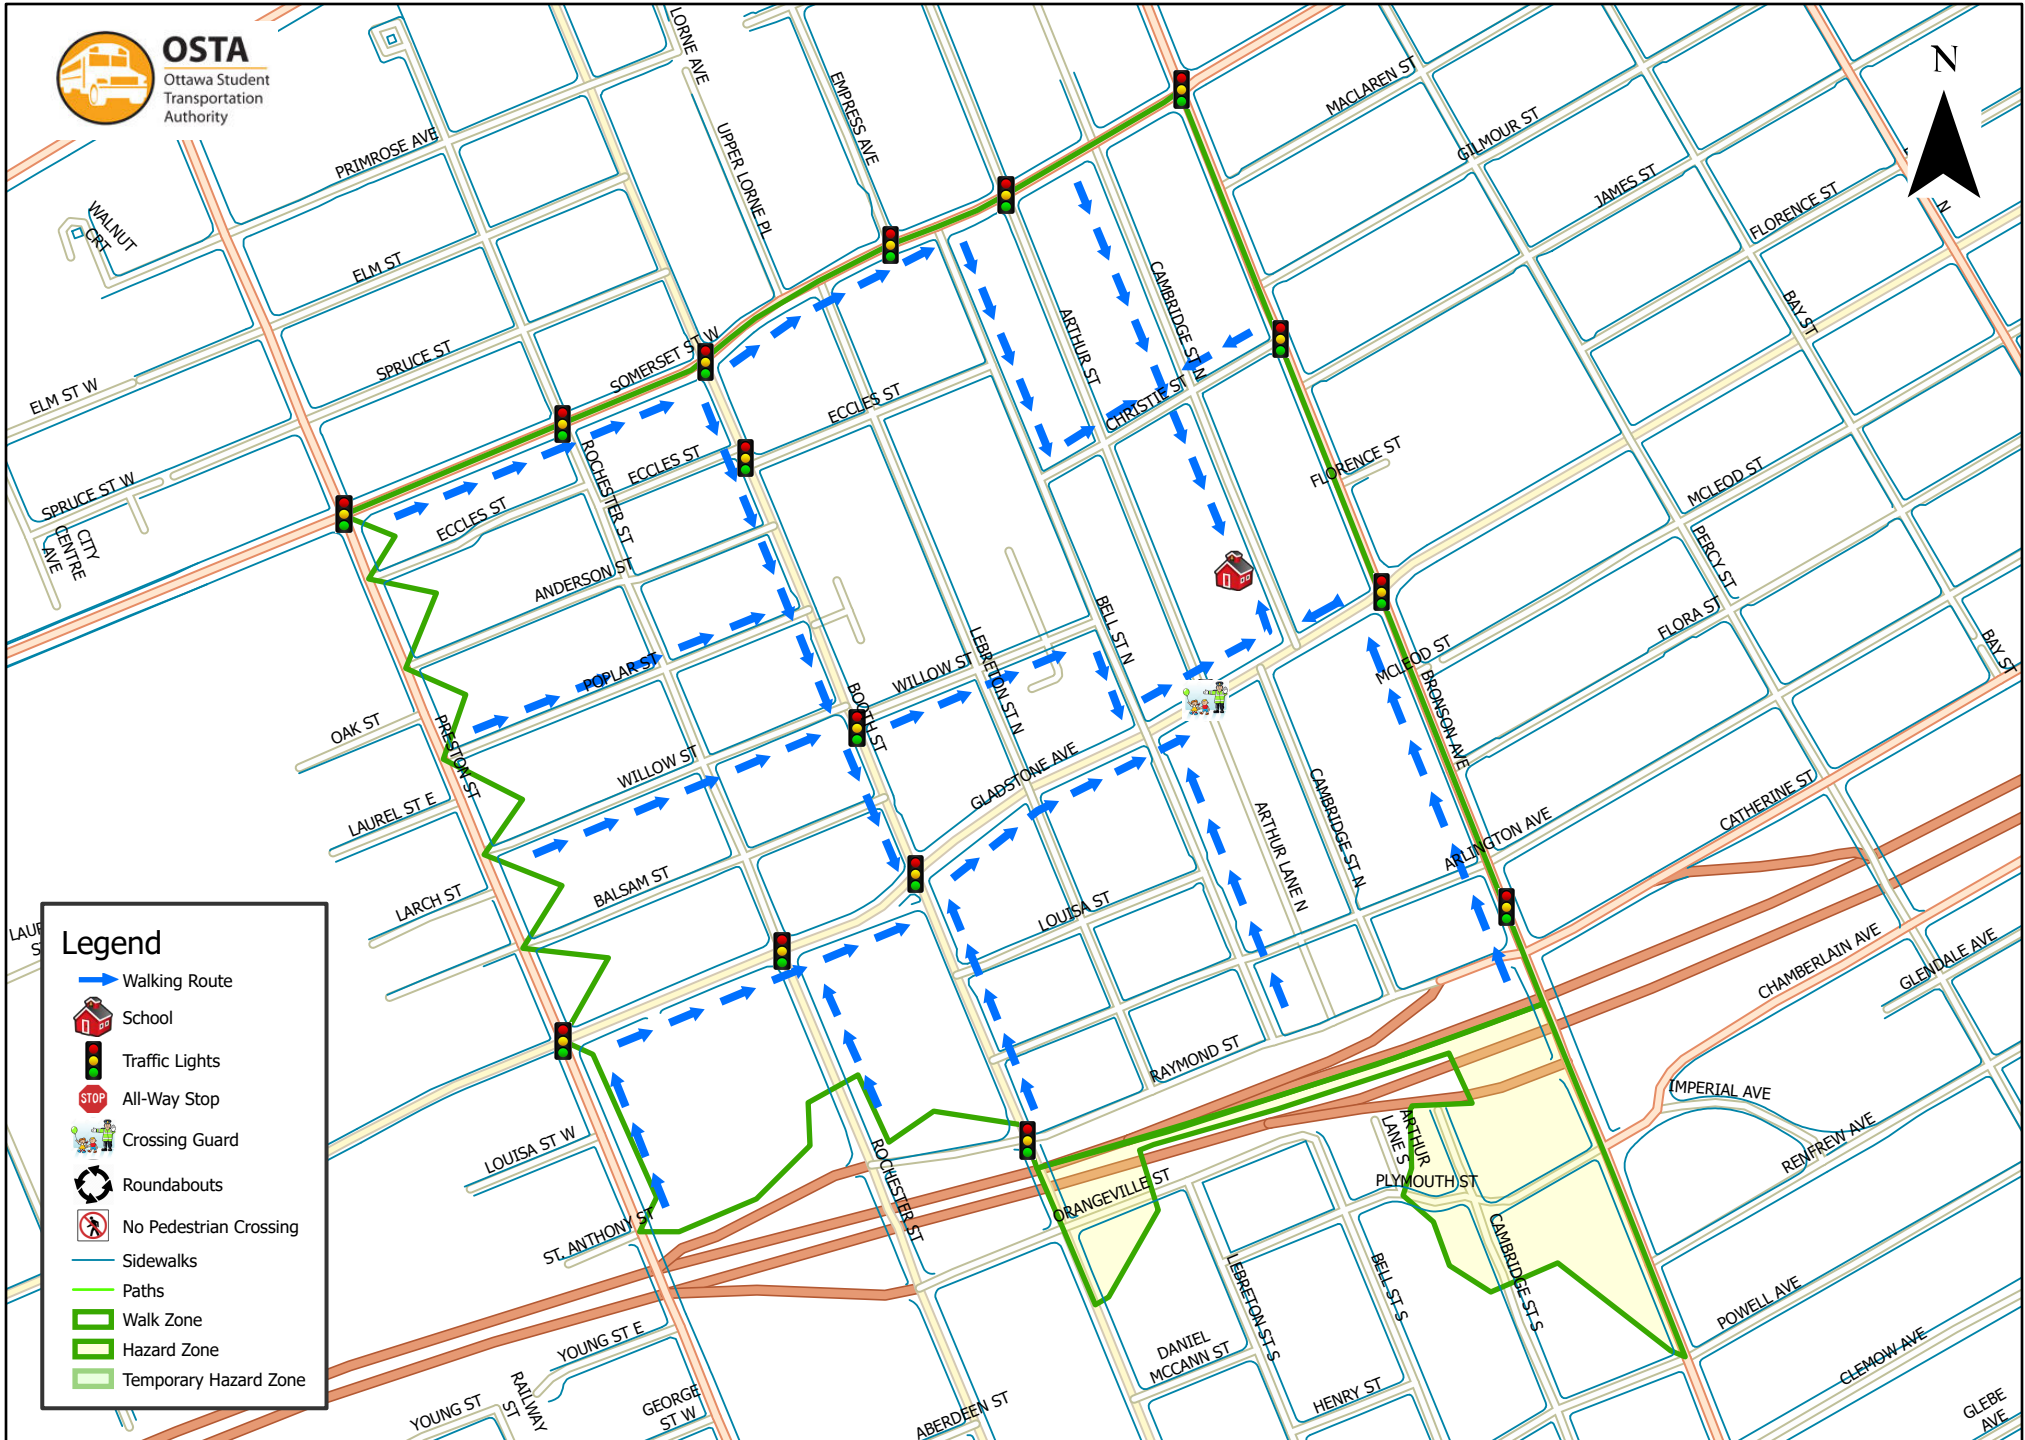 OSTA
Ottawa Student
Transportation
Authority
N
LORNE AVE
EMPRESS AVE
UPPER LORNE PL
PRIMROSE AVE
MACLAREN ST
GILMOUR ST
JAMES ST
FLORENCE ST
N
WALNUT
CRT
ELM ST
SPRUCE ST
SOMERSET ST W
ELM ST W
SPRUCE ST W
CITY
CENTRE
AVE
ECCLES ST
ECCLES ST
ECCLES ST
ROCHESTER ST
ANDERSON ST
ARTHUR ST
CAMBRIDGE ST N
CHRISTIE ST
BAY ST
FLORENCE ST
MCLEOD ST
PERCY ST
FLORA ST
BAY ST
MCLEOD ST
BRONSON AVE
BELL ST N
LEBRETON ST N
WILLOW ST
POPLAR ST
BOOTH ST
OAK ST
PRESTON ST
WILLOW ST
LAUREL ST E
GLADSTONE AVE
CAMBRIDGE ST N
ARTHUR LANE N
CATHERINE ST
ARLINGTON AVE
LARCH ST
BALSAM ST
LOUISA ST
CHAMBERLAIN AVE
GLENDALE AVE
RAYMOND ST
IMPERIAL AVE
RENFREW AVE
ARTHUR
LANE S
PLYMOUTH ST
LOUISA ST W
ST. ANTHONY ST
ROCHESTER ST
ORANGEVILLE ST
CAMBRIDGE ST S
BELL ST S
LEBRETON ST S
POWELL AVE
CLEMOW AVE
GLEBE
AVE
DANIEL
MCCANN ST
HENRY ST
ABERDEEN ST
YOUNG ST E
YOUNG ST
RAILWAY
ST
GEORGE
ST W
Legend
Walking Route
School
Traffic Lights
STOP
All-Way Stop
Crossing Guard
Roundabouts
No Pedestrian Crossing
Sidewalks
Paths
Walk Zone
Hazard Zone
Temporary Hazard Zone